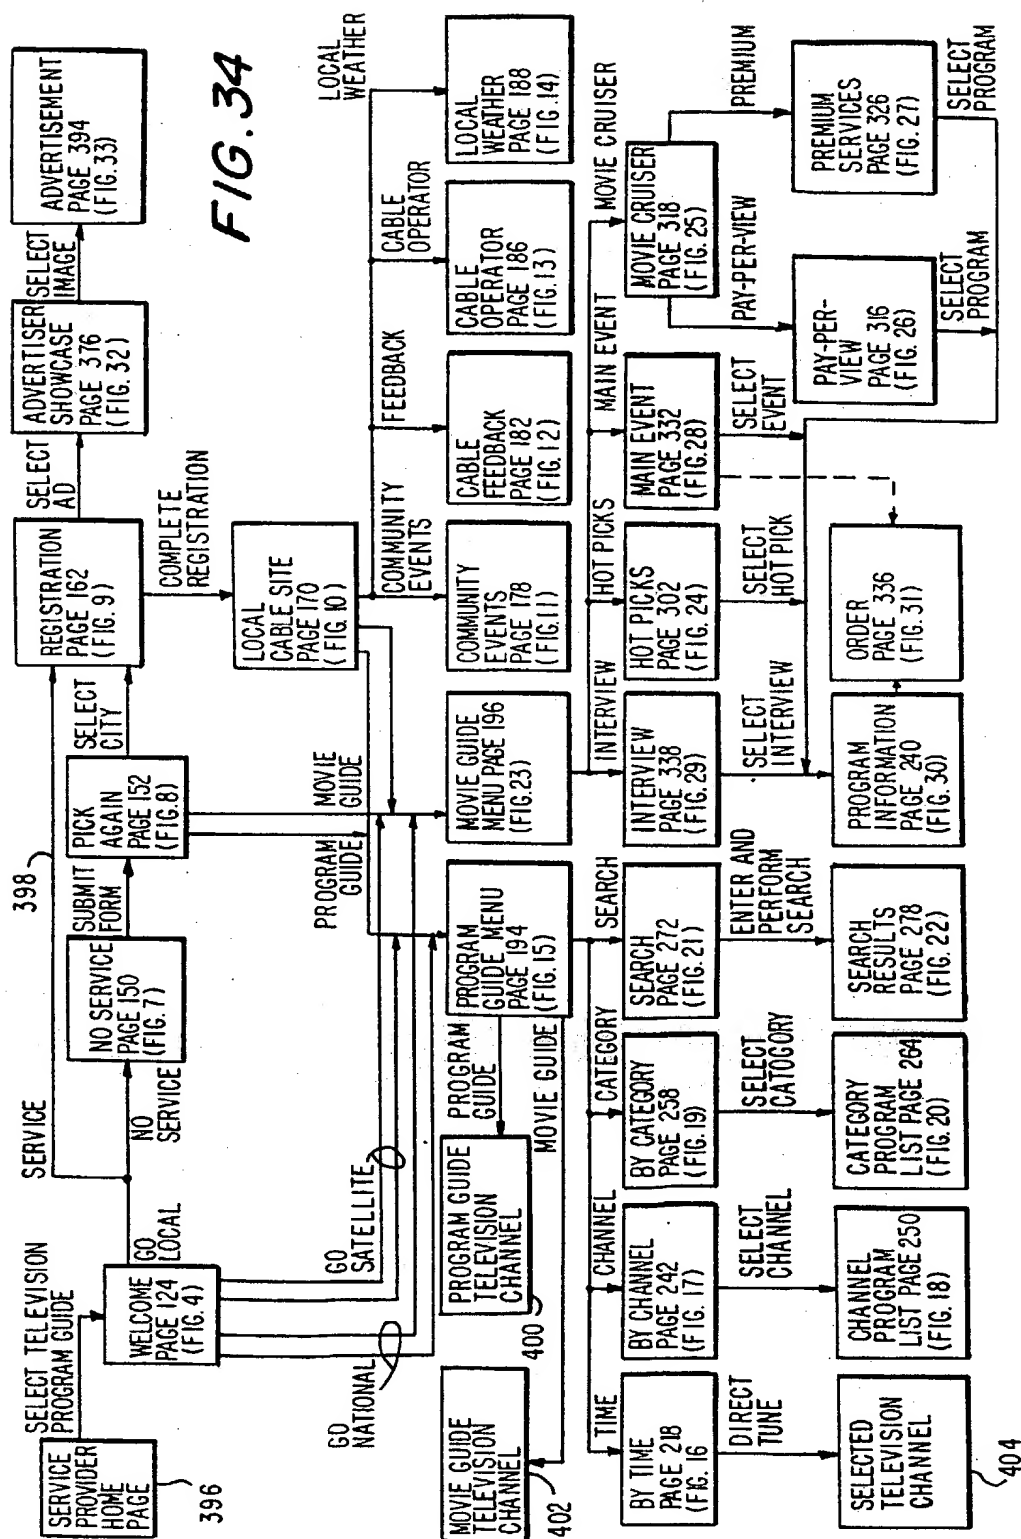 FIG. 34
SELECT TELEVISION
PROGRAM GUIDE
SERVICE
PROVIDER
HOME
PAGE
396
WELCOME
PAGE 124
(FIG. 4)
GO
LOCAL
SERVICE
NO
SERVICE
398
NO SERVICE
PAGE 150
(FIG. 7)
SUBMIT
FORM
PICK
AGAIN
PAGE 152
(FIG.8)
SELECT
CITY
REGISTRATION
PAGE 162
(FIG. 9)
SELECT
AD
ADVERTISER
SHOWCASE
PAGE 376
(FIG. 32)
SELECT
IMAGE
ADVERTISEMENT
PAGE 394
(FIG.33)
COMPLETE
REGISTRATION
LOCAL
CABLE SITE
PAGE 170
(FIG. 10)
GO
NATIONAL
GO
SATELLITE
PROGRAM
GUIDE
MOVIE
GUIDE
COMMUNITY
EVENTS
FEEDBACK
CABLE
OPERATOR
LOCAL
WEATHER
MOVIE GUIDE
TELEVISION
CHANNEL
402
PROGRAM GUIDE
TELEVISION
CHANNEL
400
PROGRAM
GUIDE
MOVIE GUIDE
PROGRAM
GUIDE MENU
PAGE 194
(FIG. 15)
MOVIE GUIDE
MENU PAGE 196
(FIG.23)
COMMUNITY
EVENTS
PAGE 178
(FIG.11)
CABLE
FEEDBACK
PAGE 182
(FIG. 12)
CABLE
OPERATOR
PAGE 186
(FIG.13)
LOCAL
WEATHER
PAGE 188
(FIG. 14)
TIME
CHANNEL
CATEGORY
SEARCH
INTERVIEW
HOT PICKS
MAIN EVENT
MOVIE CRUISER
BY TIME
PAGE 218
(FIG. 16
BY CHANNEL
PAGE 242
(FIG. 17)
BY CATEGORY
PAGE 258
(FIG. 19)
SEARCH
PAGE 272
(FIG. 21)
INTERVIEW
PAGE 338
(FIG. 29)
HOT PICKS
PAGE 302
(FIG. 24)
MAIN EVENT
PAGE 332
(FIG. 28)
MOVIE CRUISER
PAGE 318
(FIG. 25)
PAY-PER-VIEW
PREMIUM
DIRECT
TUNE
SELECT
CHANNEL
SELECT
CATOGORY
ENTER AND
PERFORM
SEARCH
SELECT
INTERVIEW
SELECT
HOT PICK
SELECT
EVENT
PAY-PER-
VIEW
PAGE 316
(FIG. 26)
PREMIUM
SERVICES
PAGE 326
(FIG. 27)
SELECT
PROGRAM
SELECT
PROGRAM
SELECTED
TELEVISION
CHANNEL
404
CHANNEL
PROGRAM
LIST PAGE 250
(FIG. 18)
CATEGORY
PROGRAM
LIST PAGE 264
(FIG. 20)
SEARCH
RESULTS
PAGE 278
(FIG. 22)
PROGRAM
INFORMATION
PAGE 240
(FIG. 30)
ORDER
PAGE 336
(FIG. 31)